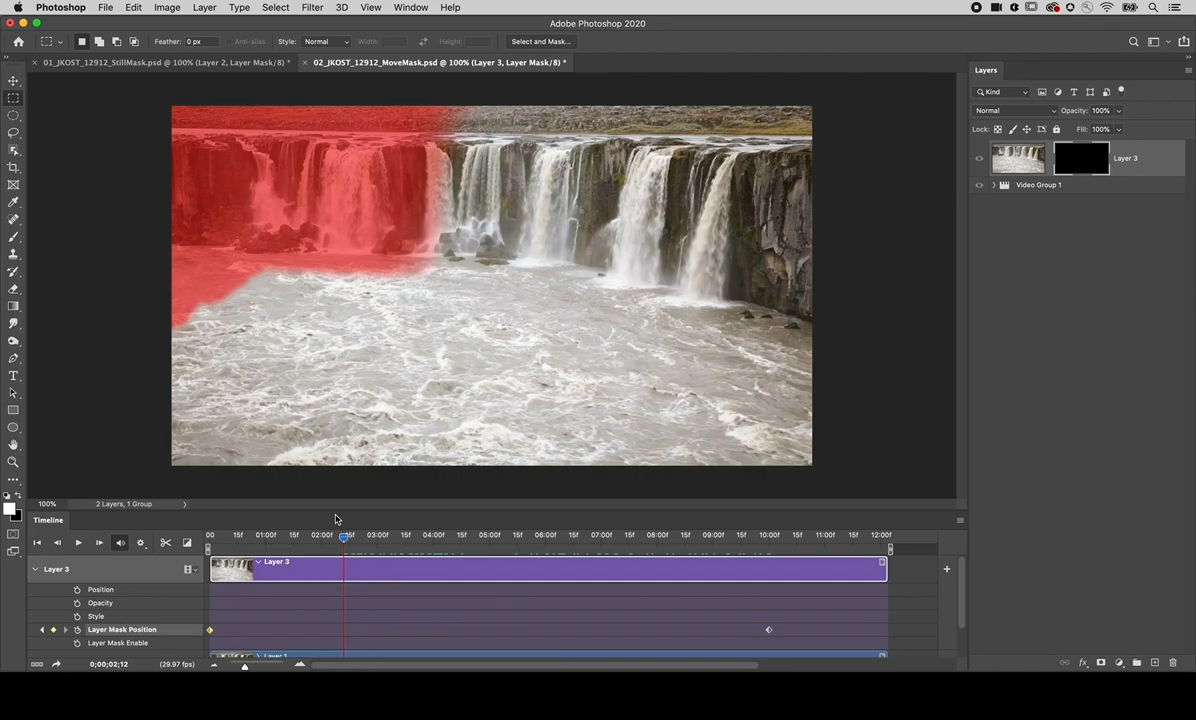 Photoshop File Edit Image Layer Type Select Filter 3D View Window Help
Adobe Photoshop 2020
Feather: 0 px Anti-alias Style: Normal Width: Height: Select and Mask...
01_JKOST_12912_StillMask.psd @ 100% (Layer 2, Layer Mask/8) *
02_JKOST_12912_MoveMask.psd @ 100% (Layer 3, Layer Mask/8) *
Layers
Kind
Normal Opacity: 100%
Lock: Fill: 100%
Layer 3
Video Group 1
100% 2 Layers, 1 Group
Timeline
00 15f 01:00f 15f 02:00f 15f 03:00f 15f 04:00f 15f 05:00f 15f 06:00f 15f 07:00f 15f 08:00f 15f 09:00f 15f 10:00f 15f 11:00f 15f 12:00f
Layer 3
Layer 3
Position
Opacity
Style
Layer Mask Position
Layer Mask Enable
Layer 1
0;00;02;12 (29.97 fps)